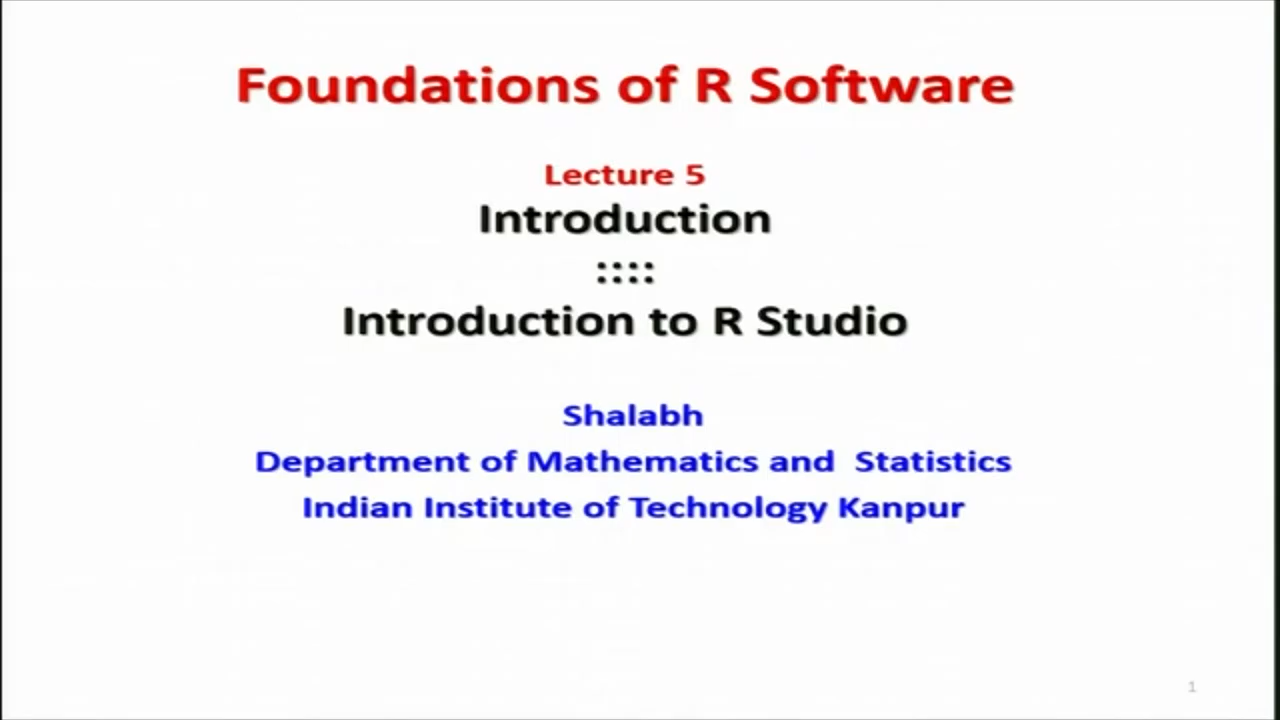 Foundations of R Software
Lecture 5
Introduction
::::
Introduction to R Studio
Shalabh
Department of Mathematics and Statistics
Indian Institute of Technology Kanpur
1